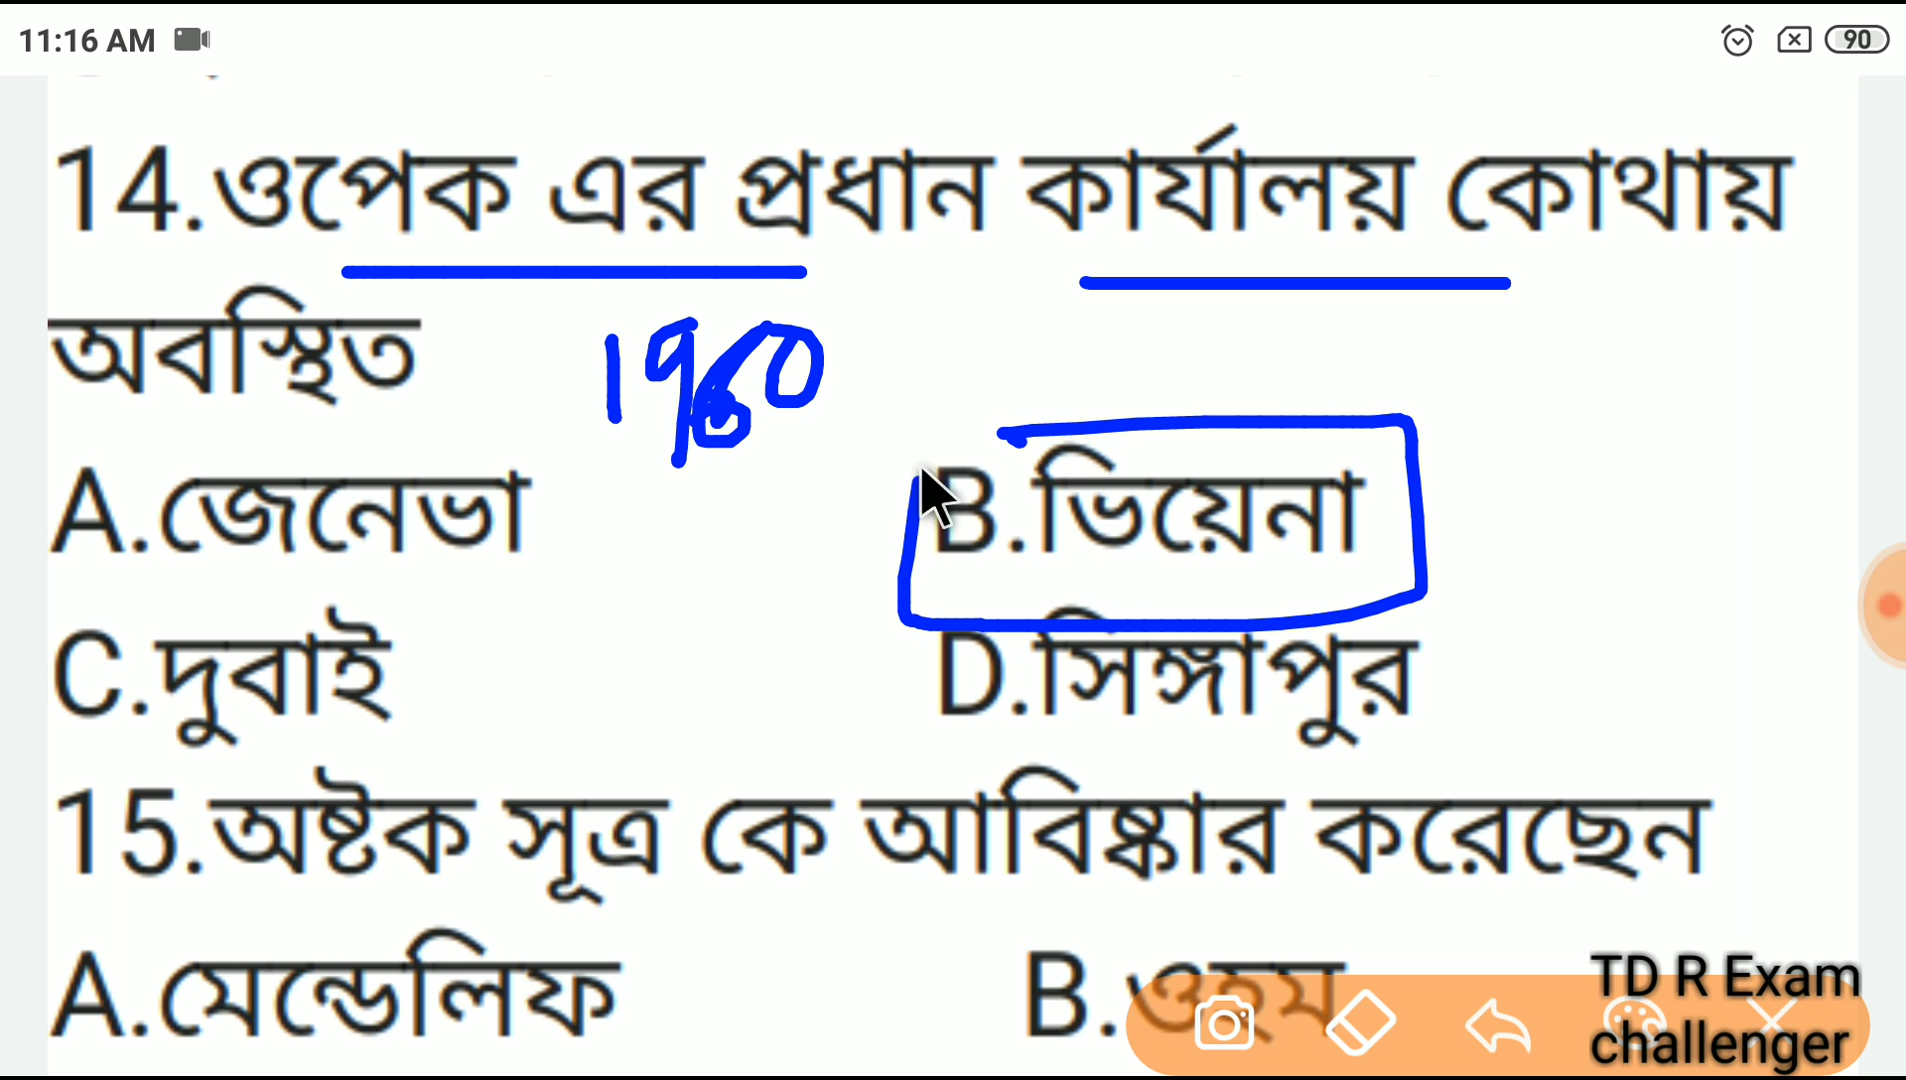 11:16 AM
90
14.ওপেক এর প্রধান কার্যালয় কোথায়
অবস্থিত
1960
A.জেনেভা B.ভিয়েনা
C.দুবাই D.সিঙ্গাপুর
15.অষ্টক সূত্র কে আবিষ্কার করেছেন
A.মেন্ডেলিফ B.ওহম
TD R Exam
challenger